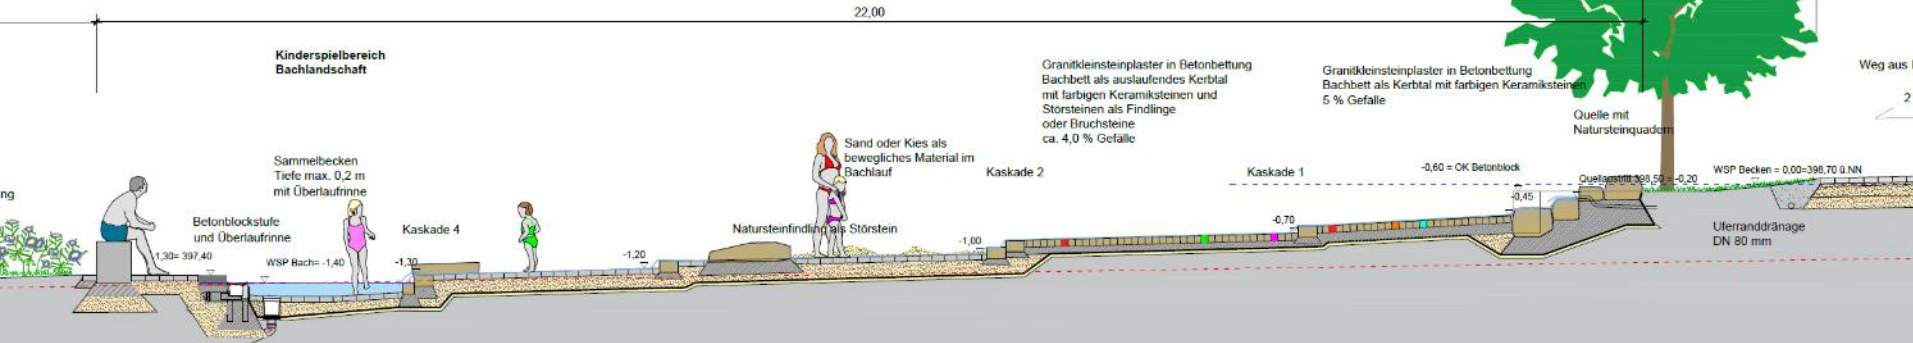 22,00
Kinderspielbereich
Bachlandschaft
Granitkleinsteinplaster in Betonbettung
Bachbett als auslaufendes Kerbtal
mit farbigen Keramiksteinen und
Störsteinen als Findlinge
oder Bruchsteine
ca. 4,0 % Gefälle
Granitkleinsteinplaster in Betonbettung
Bachbett als Kerbtal mit farbigen Keramiksteinen
5 % Gefälle
Weg aus
2
Quelle mit
Natursteinquadern
Sand oder Kies als
bewegliches Material im
Bachlauf
Sammelbecken
Tiefe max. 0,2 m
mit Überlaufrinne
Kaskade 2
Kaskade 1
-0,60 = OK Betonblock
WSP Becken = 0,00=398,70 ü.NN
Quellaustritt 398,50 = -0,20
ng
-0,45
Betonblockstufe
und Überlaufrinne
Kaskade 4
Natursteinfindling als Störstein
-0,70
Uferranddränage
DN 80 mm
-1,00
1,30= 397,40
WSP Bach= -1,40
-1,30
-1,20